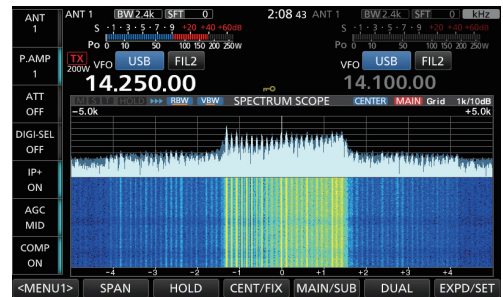 ANT 1
ANT 1 BW 2.4k SFT 0 2:08 43 ANT 1 BW 2.4k SFT 0 kHz
S ·1·3·5·7·9 +20 +40 +60dB S ·1·3·5·7·9 +20 +40 +60dB
Po 0 10 50 100 150 200 250W Po 0 10 50 100 150 200 250W
P.AMP 1
TX 200W VFO USB FIL2 VFO USB FIL2
14.250.00 14.100.00
ATT OFF
MSIT HOLD RBW VBW SPECTRUM SCOPE CENTER MAIN Grid 1k/10dB
-5.0k +5.0k
DIGI-SEL OFF
IP+ ON
AGC MID
COMP ON
-4 -3 -2 -1 0 +1 +2 +3 +4
<MENU1> SPAN HOLD CENT/FIX MAIN/SUB DUAL EXPD/SET